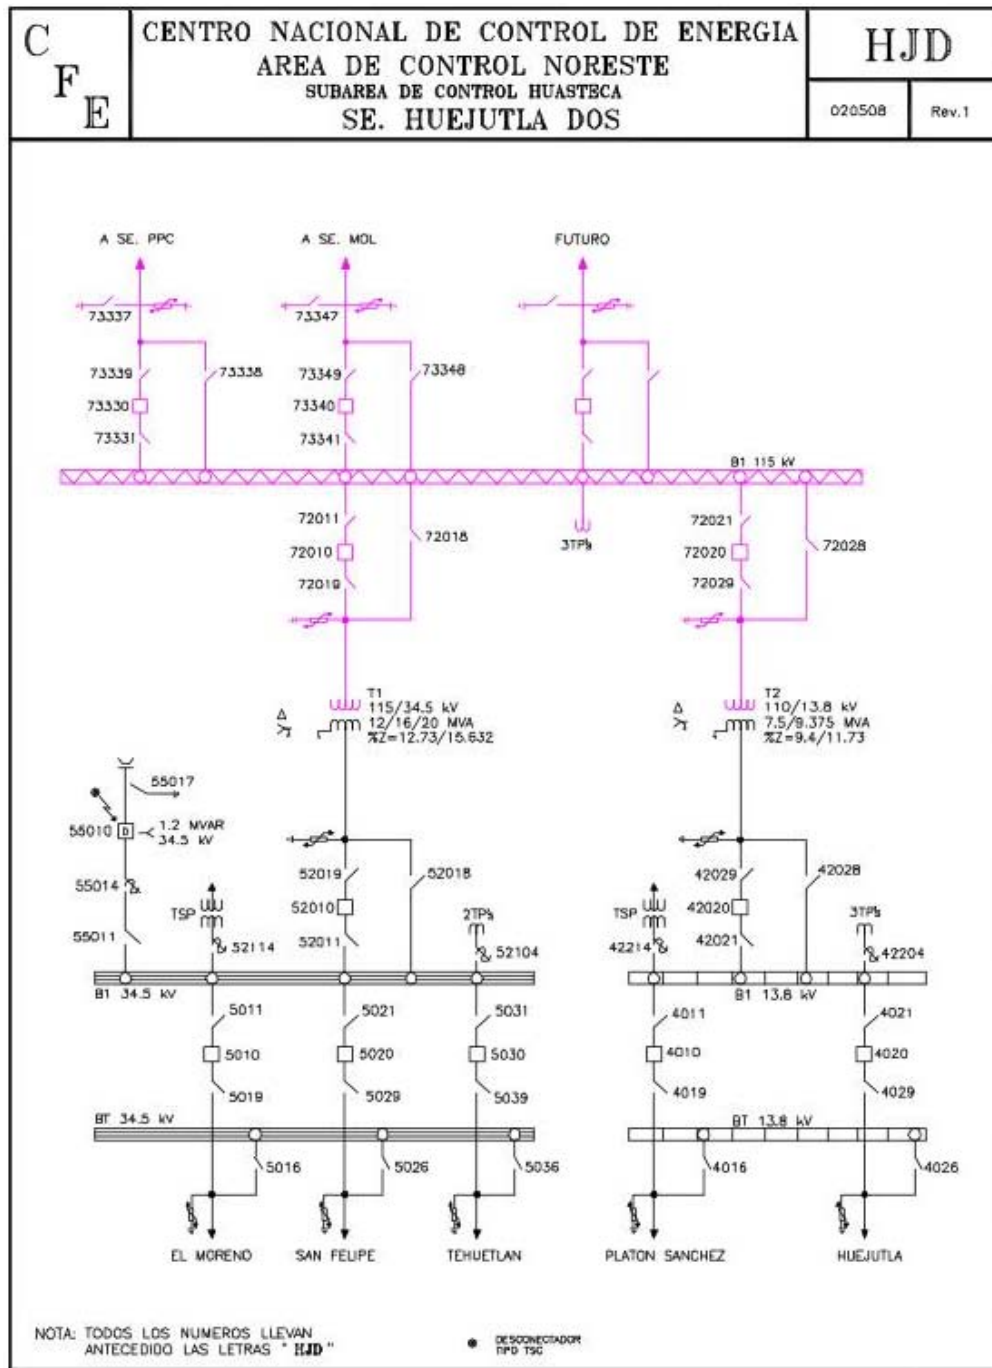 CFE
CENTRO NACIONAL DE CONTROL DE ENERGIA
AREA DE CONTROL NORESTE
SUBAREA DE CONTROL HUASTECA
SE. HUEJUTLA DOS
HJD
020508 Rev.1
A SE. PPC A SE. MOL FUTURO
73337 73347
73339 73338 73349 73348
73330 73340
73331 73341
B1 115 kV
72011 72018 72021 72028
72010 3TP's 72020
72019 72029
T1
115/34.5 kV
12/16/20 MVA
%Z=12.73/15.632
T2
110/13.8 kV
7.5/9.375 MVA
%Z=9.4/11.73
55017
55010 D 1.2 MVAR
34.5 kV
55014
55011
TSP
52114
52019 52018
52010
52011
2TP's
52104
TSP
42214
42029 42028
42020
42021
3TP's
42204
B1 34.5 kV B1 13.8 kV
5011 5021 5031 4011 4021
5010 5020 5030 4010 4020
5019 5029 5039 4019 4029
BT 34.5 kV BT 13.8 kV
5016 5026 5036 4016 4026
EL MORENO SAN FELIPE TEHUETLAN PLATON SANCHEZ HUEJUTLA
NOTA: TODOS LOS NUMEROS LLEVAN
ANTECEDIDO LAS LETRAS " HJD "
DESCONECTADOR
TIPO TSC